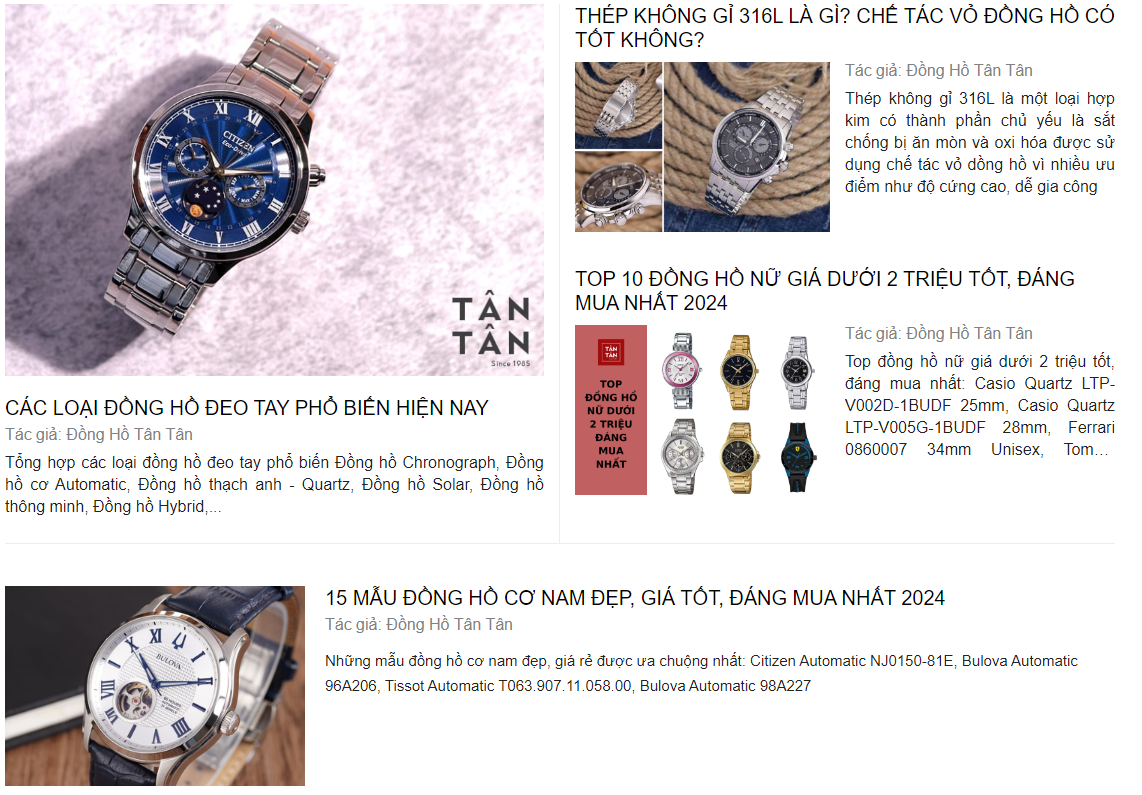 CITIZEN
Eco-Drive
TÂN
TÂN
Since 1985
CÁC LOẠI ĐỒNG HỒ ĐEO TAY PHỔ BIẾN HIỆN NAY
Tác giả: Đồng Hồ Tân Tân
Tổng hợp các loại đồng hồ đeo tay phổ biến Đồng hồ Chronograph, Đồng
hồ cơ Automatic, Đồng hồ thạch anh - Quartz, Đồng hồ Solar, Đồng hồ
thông minh, Đồng hồ Hybrid,...
THÉP KHÔNG GỈ 316L LÀ GÌ? CHẾ TÁC VỎ ĐỒNG HỒ CÓ
TỐT KHÔNG?
Tác giả: Đồng Hồ Tân Tân
Thép không gỉ 316L là một loại hợp
kim có thành phần chủ yếu là sắt
chống bị ăn mòn và oxi hóa được sử
dụng chế tác vỏ dồng hồ vì nhiều ưu
điểm như độ cứng cao, dễ gia công
TOP 10 ĐỒNG HỒ NỮ GIÁ DƯỚI 2 TRIỆU TỐT, ĐÁNG
MUA NHẤT 2024
TÂN
TÂN
TOP
ĐỒNG HỒ
NỮ DƯỚI
2 TRIỆU
ĐÁNG
MUA
NHẤT
Tác giả: Đồng Hồ Tân Tân
Top đồng hồ nữ giá dưới 2 triệu tốt,
đáng mua nhất: Casio Quartz LTP-
V002D-1BUDF 25mm, Casio Quartz
LTP-V005G-1BUDF 28mm, Ferrari
0860007 34mm Unisex, Tom...
BULOVA
15 MẪU ĐỒNG HỒ CƠ NAM ĐẸP, GIÁ TỐT, ĐÁNG MUA NHẤT 2024
Tác giả: Đồng Hồ Tân Tân
Những mẫu đồng hồ cơ nam đẹp, giá rẻ được ưa chuộng nhất: Citizen Automatic NJ0150-81E, Bulova Automatic
96A206, Tissot Automatic T063.907.11.058.00, Bulova Automatic 98A227